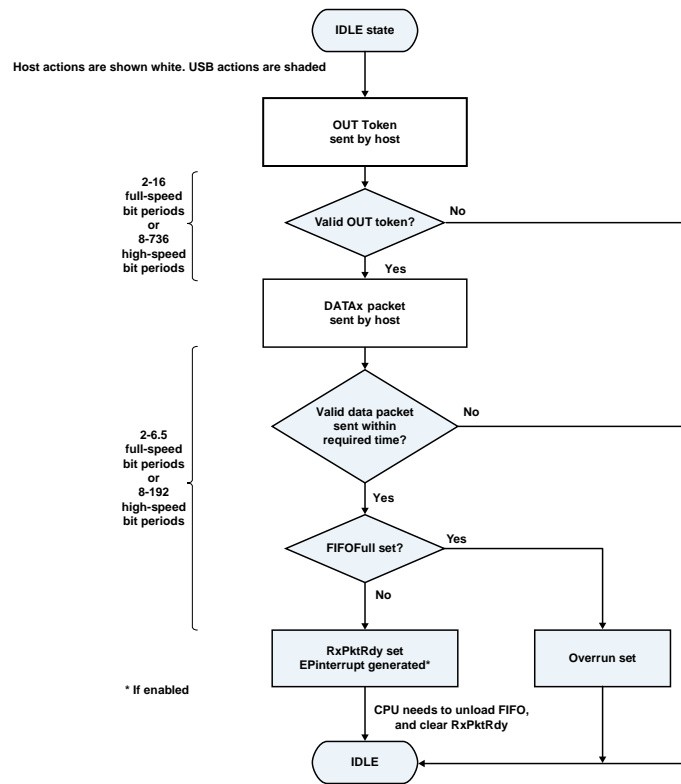 IDLE state
Host actions are shown white. USB actions are shaded
OUT Token
sent by host
2-16
full-speed
bit periods
or
8-736
high-speed
bit periods
Valid OUT token?
No
Yes
DATAx packet
sent by host
Valid data packet
sent within
required time?
No
2-6.5
full-speed
bit periods
or
8-192
high-speed
bit periods
Yes
FIFOFull set?
Yes
No
RxPktRdy set
EPinterrupt generated*
Overrun set
* If enabled
CPU needs to unload FIFO,
and clear RxPktRdy
IDLE